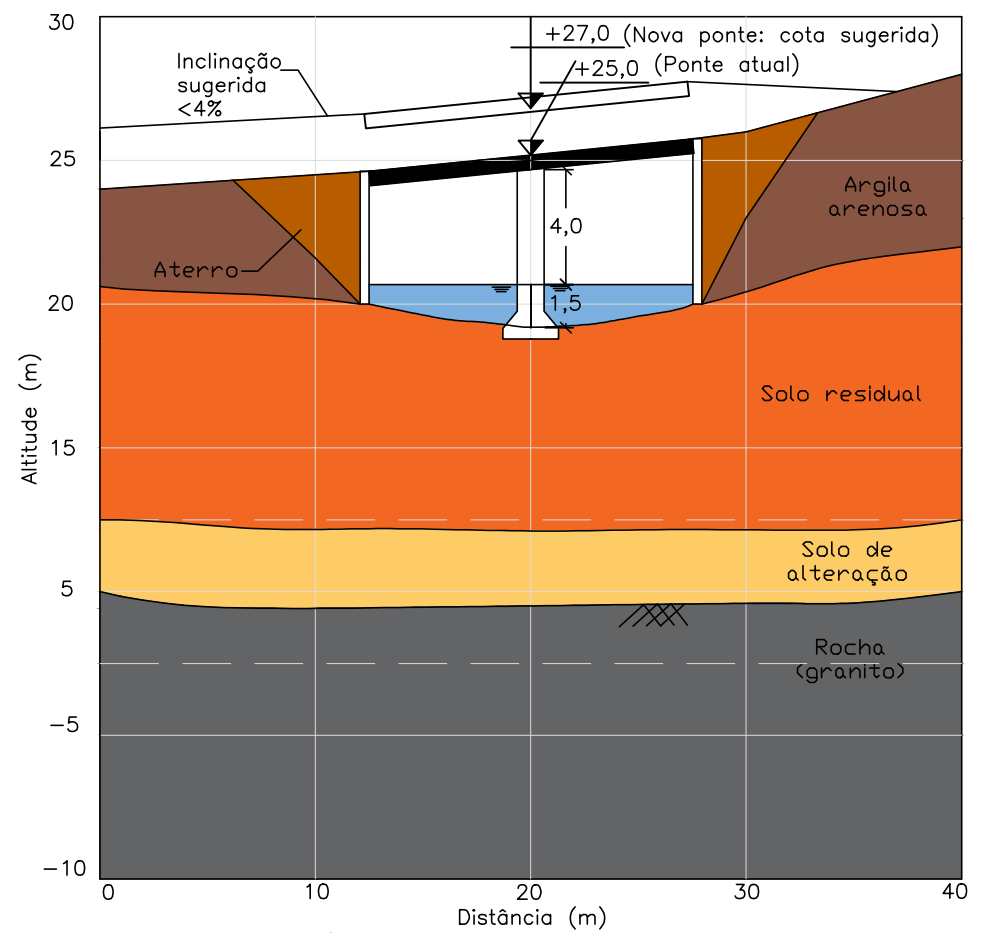 30
+27,0 (Nova ponte: cota sugerida)
+25,0 (Ponte atual)
Inclinação
sugerida
<4%
25
Argila
arenosa
4,0
Aterro
20
1,5
Altitude (m)
Solo residual
15
Solo de
alteração
5
Rocha
(granito)
−5
−10
0 10 20 30 40
Distância (m)